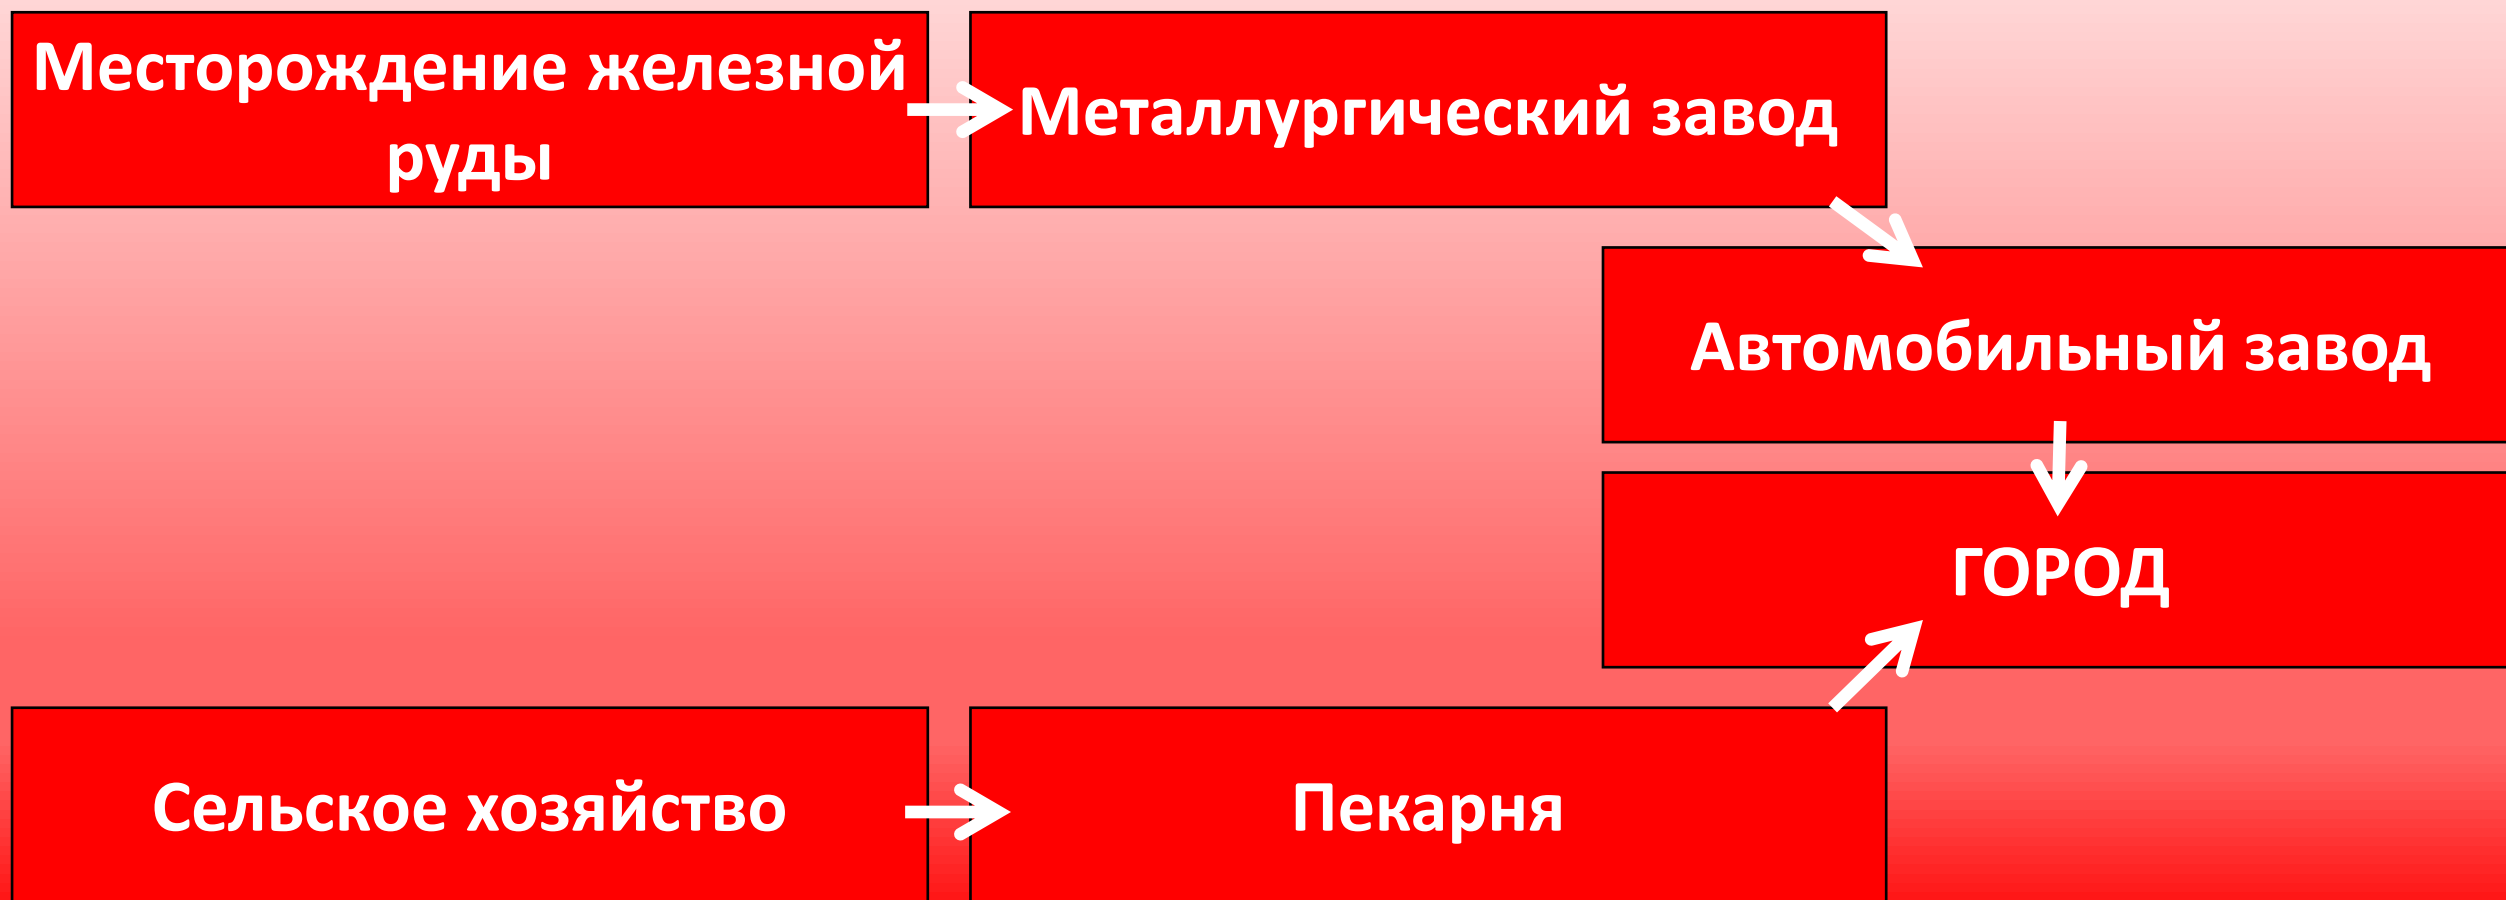 Месторождение железной
руды
Металлургический завод
Автомобильный завод
ГОРОД
Сельское хозяйство
Пекарня